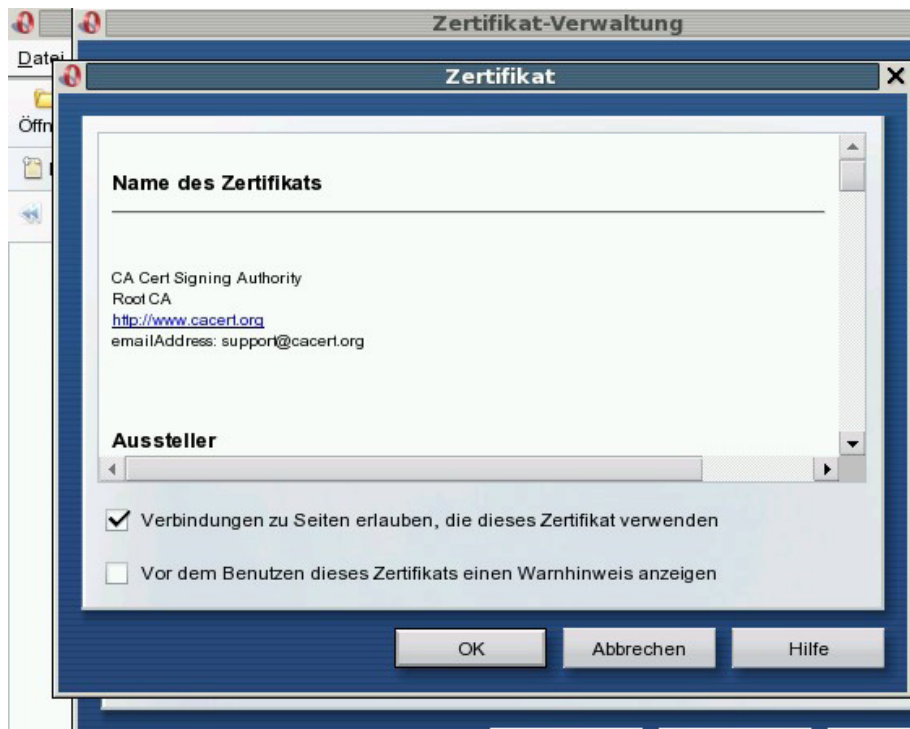 Zertifikat-Verwaltung
Datei
Zertifikat
Öffn
Name des Zertifikats
CA Cert Signing Authority
Root CA
http://www.cacert.org
emailAddress: support@cacert.org
Aussteller
Verbindungen zu Seiten erlauben, die dieses Zertifikat verwenden
Vor dem Benutzen dieses Zertifikats einen Warnhinweis anzeigen
OK Abbrechen Hilfe